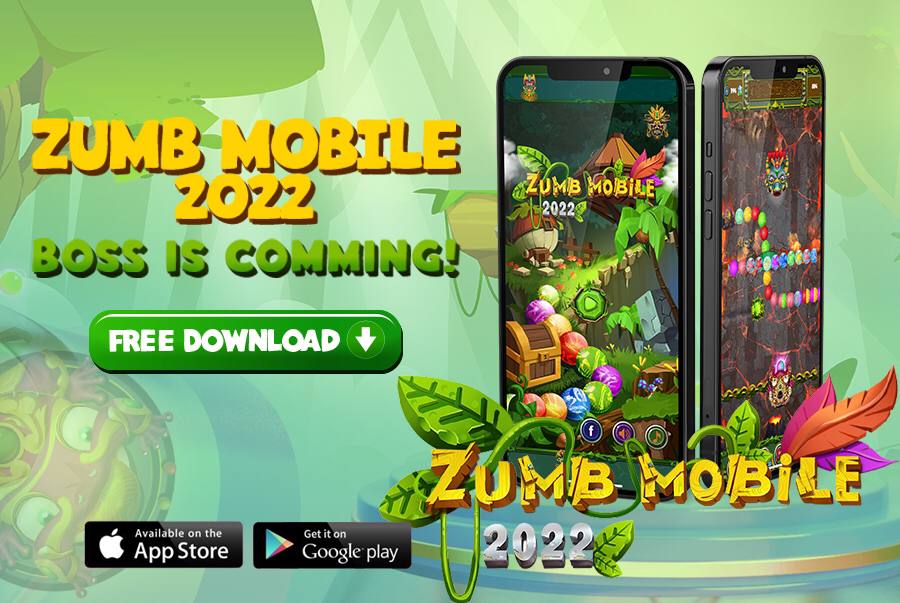 ZUMB MOBILE
2022
BOSS IS COMMING!
FREE DOWNLOAD
Available on the
App Store
Get it on
Google play
ZUMB MOBILE
2022
f
ZUMB MOBILE
2022